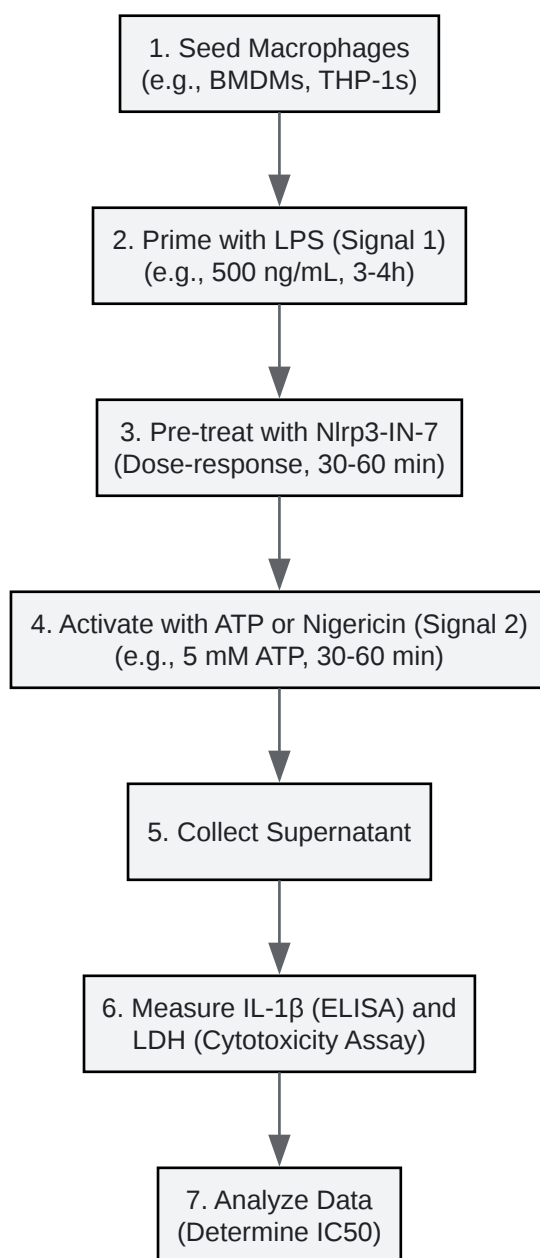 1. Seed Macrophages
(e.g., BMDMs, THP-1s)
2. Prime with LPS (Signal 1)
(e.g., 500 ng/mL, 3-4h)
3. Pre-treat with Nlrp3-IN-7
(Dose-response, 30-60 min)
4. Activate with ATP or Nigericin (Signal 2)
(e.g., 5 mM ATP, 30-60 min)
5. Collect Supernatant
6. Measure IL-1β (ELISA) and
LDH (Cytotoxicity Assay)
7. Analyze Data
(Determine IC50)